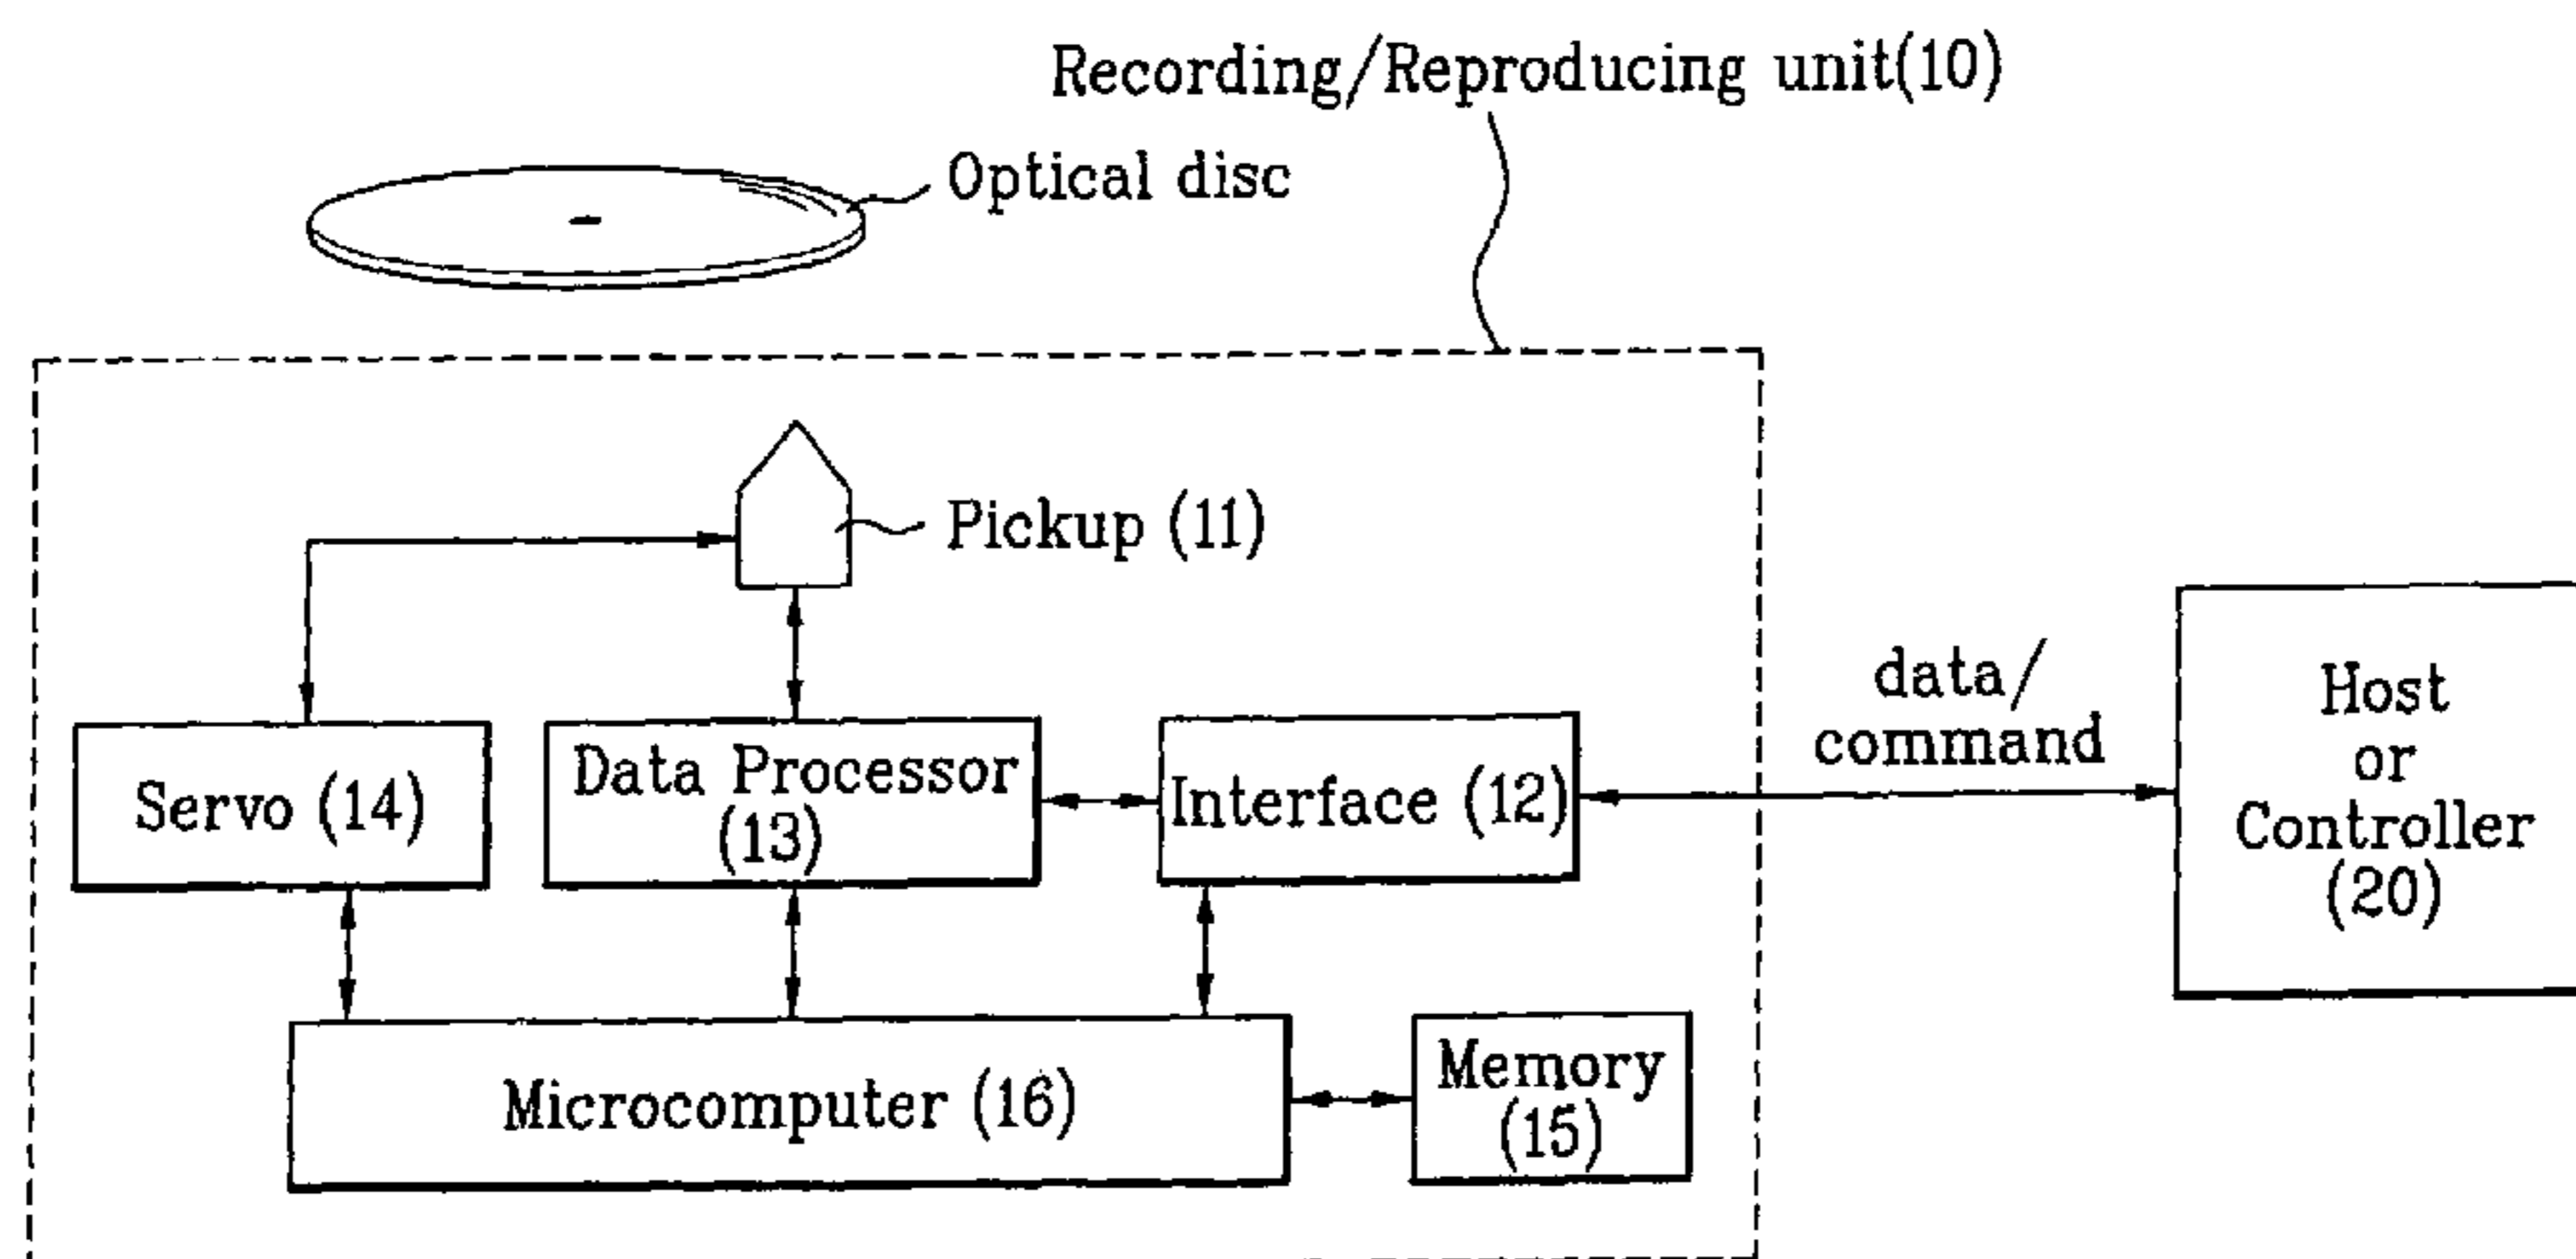 Recording/Reproducing unit(10)
Optical disc
Pickup (11)
data/
command
Host
or
Controller
(20)
Servo (14)
Data Processor
(13)
Interface (12)
Microcomputer (16)
Memory
(15)